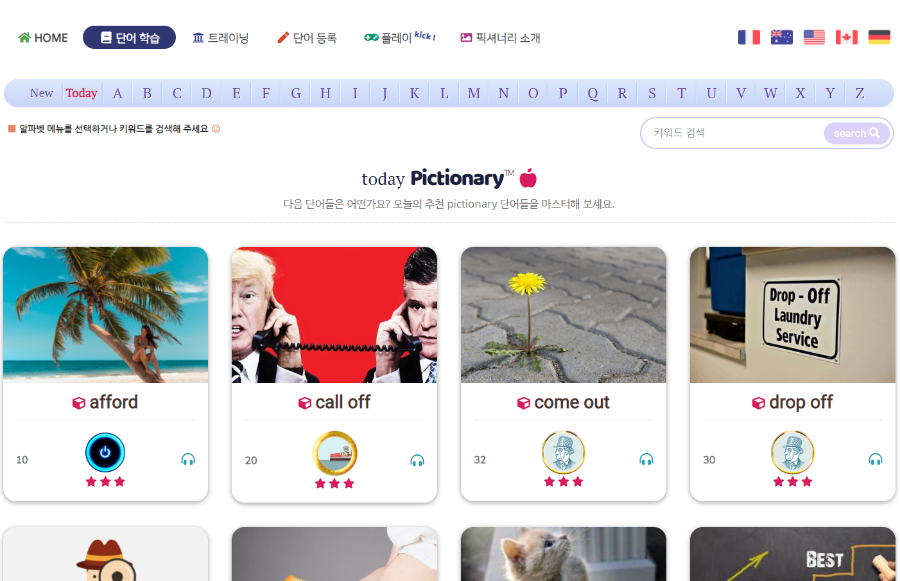 HOME 단어 학습 트레이닝 단어 등록 플레이 kick! 픽셔너리 소개
New Today A B C D E F G H I J K L M N O P Q R S T U V W X Y Z
알파벳 메뉴를 선택하거나 키워드를 검색해 주세요
키워드 검색 search
today Pictionary TM
다음 단어들은 어떤가요? 오늘의 추천 pictionary 단어들을 마스터해 보세요.
Drop - Off
Laundry
Service
afford call off come out drop off
10 20 32 30
BEST